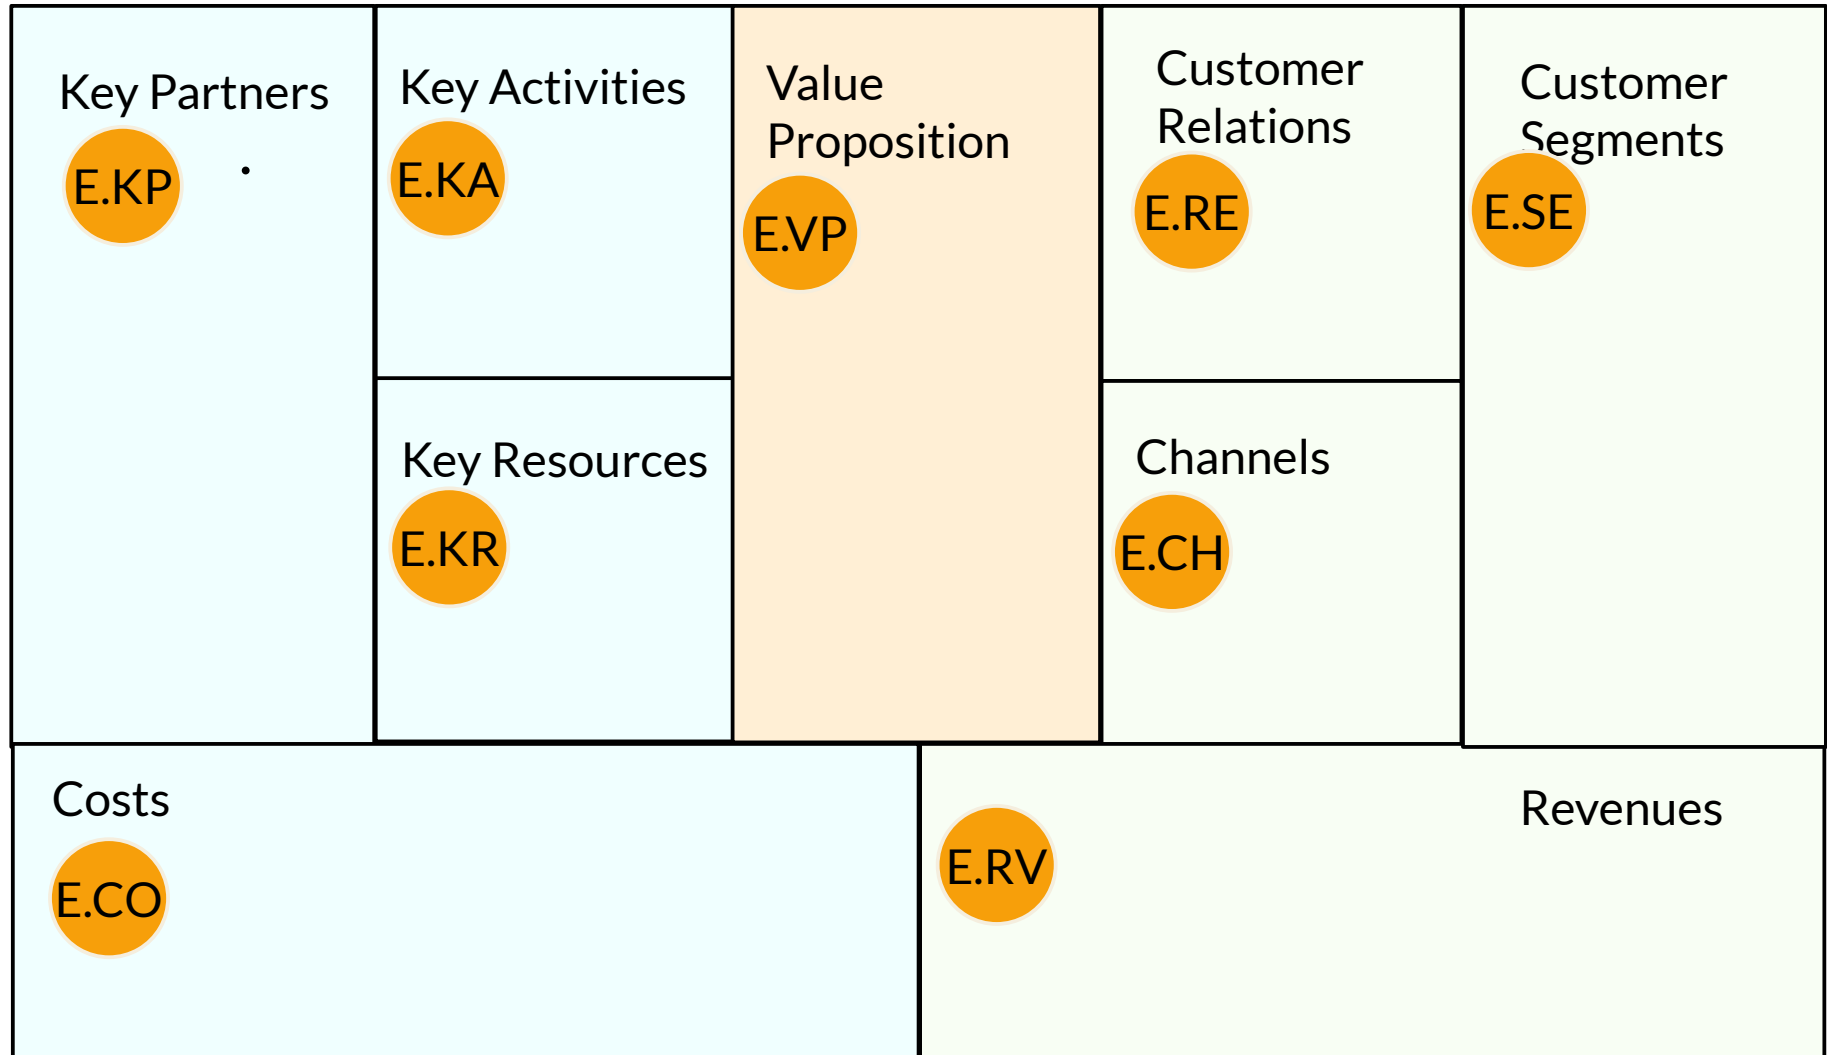 Key Partners
E.KP
.
Key Activities
E.KA
Key Resources
E.KR
Value
Proposition
E.VP
Customer
Relations
E.RE
Channels
E.CH
Customer
Segments
E.SE
Costs
E.CO
Revenues
E.RV